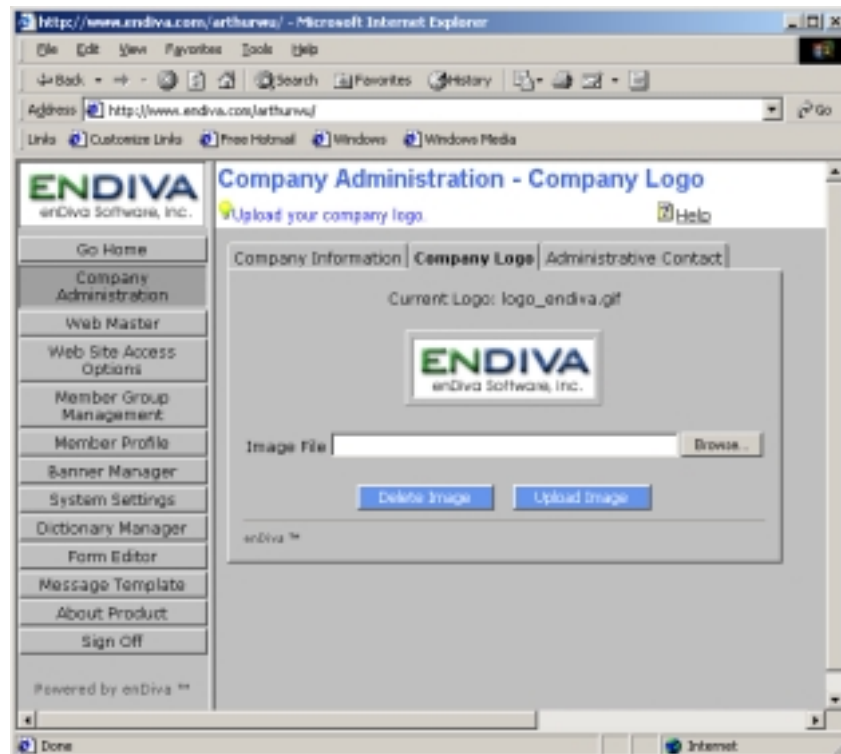 http://www.endiva.com/arthurwu/ - Microsoft Internet Explorer
File Edit View Favorites Tools Help
Back Search Favorites History
Address http://www.endiva.com/arthurwu/ Go
Links Customize Links Free Hotmail Windows Windows Media
ENDIVA
enDiva Software, Inc.
Company Administration - Company Logo
Upload your company logo.
Help
Go Home
Company
Administration
Web Master
Web Site Access
Options
Member Group
Management
Member Profile
Banner Manager
System Settings
Dictionary Manager
Form Editor
Message Template
About Product
Sign Off
Powered by enDiva ™
Company Information Company Logo Administrative Contact
Current Logo: logo_endiva.gif
ENDIVA
enDiva Software, Inc.
Image File Browse...
Delete Image Upload Image
enDiva ™
Done Internet